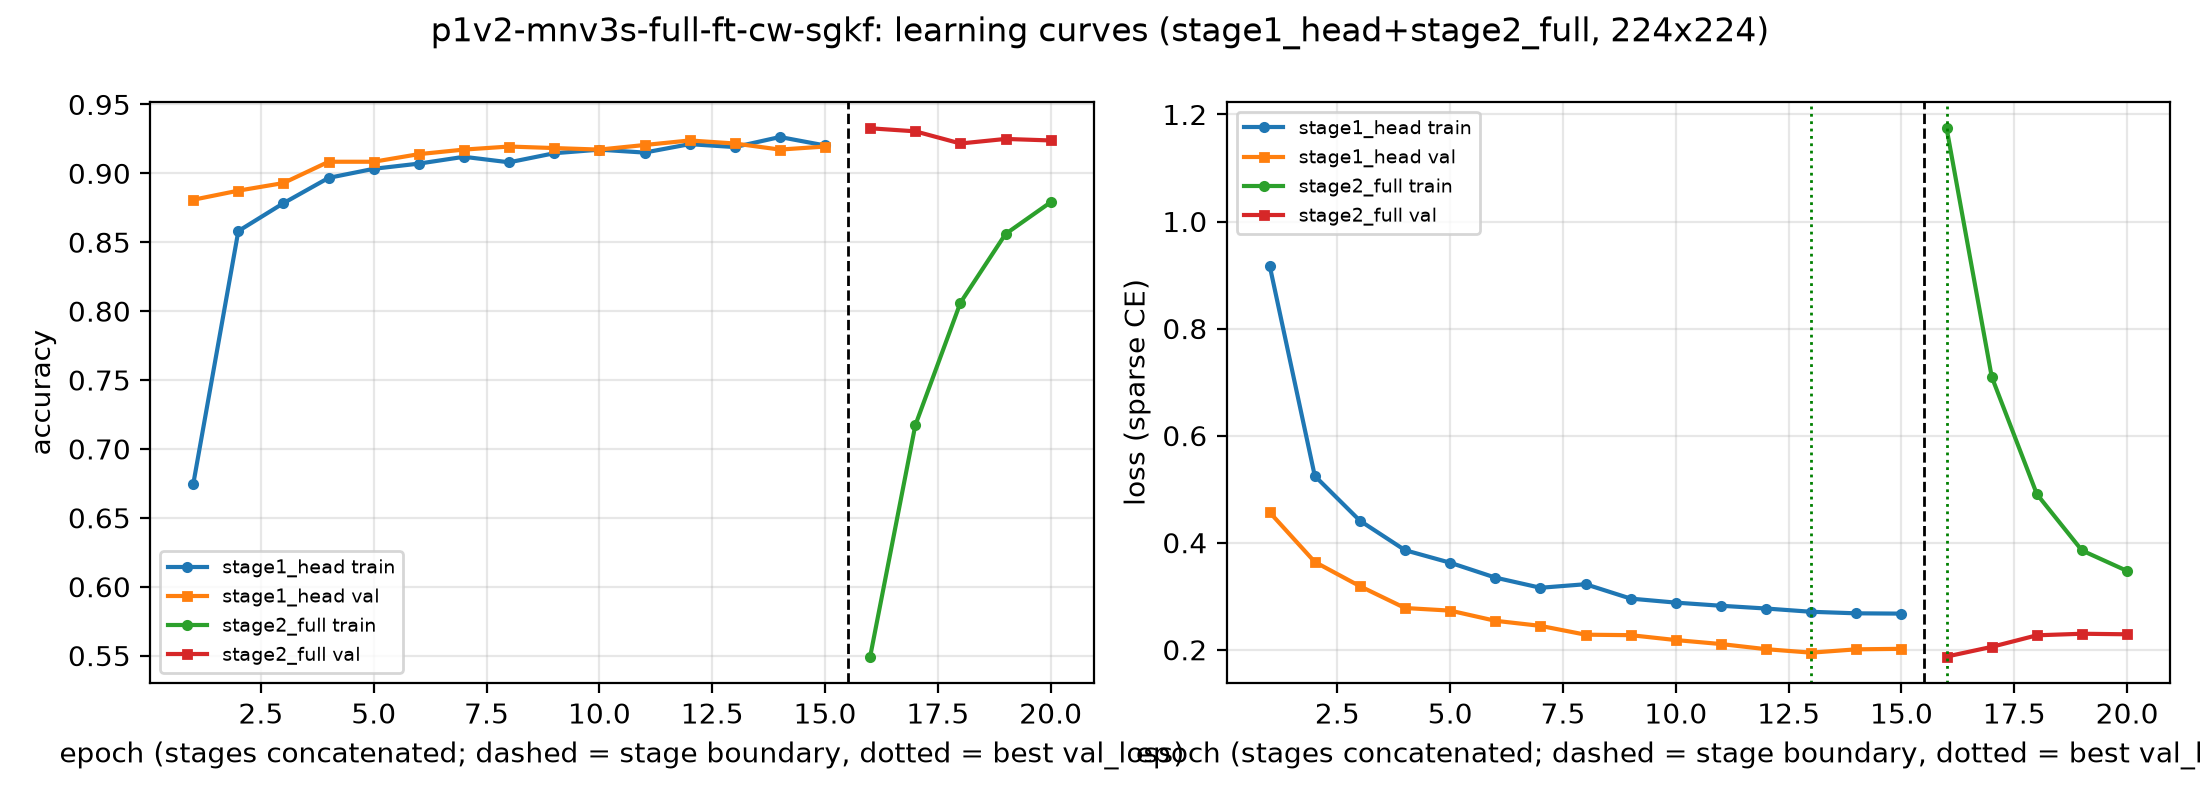 p1v2-mnv3s-full-ft-cw-sgkf: learning curves (stage1_head+stage2_full, 224x224)
accuracy
0.95
0.90
0.85
0.80
0.75
0.70
0.65
0.60
0.55
stage1_head train
stage1_head val
stage2_full train
stage2_full val
2.5 5.0 7.5 10.0 12.5 15.0 17.5 20.0
epoch (stages concatenated; dashed = stage boundary, dotted = best val_loss)
loss (sparse CE)
1.2
1.0
0.8
0.6
0.4
0.2
stage1_head train
stage1_head val
stage2_full train
stage2_full val
2.5 5.0 7.5 10.0 12.5 15.0 17.5 20.0
epoch (stages concatenated; dashed = stage boundary, dotted = best val_l